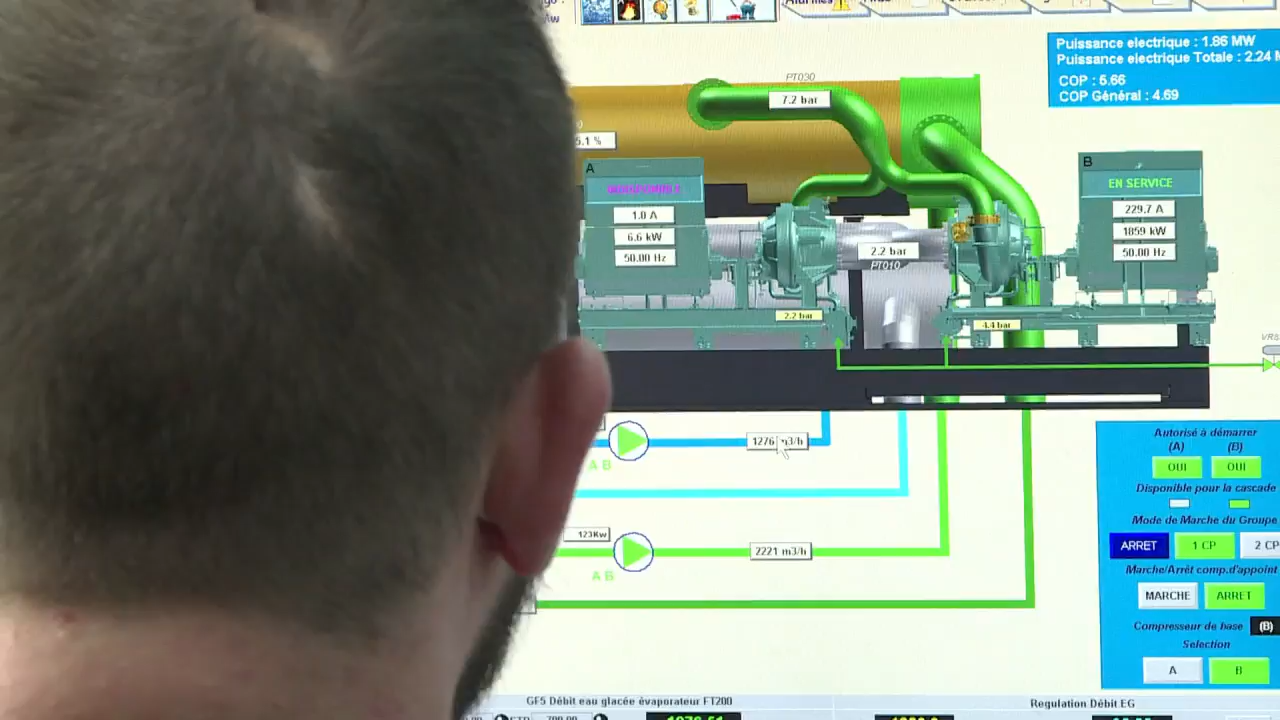 Puissance electrique : 1.86 MW
Puissance electrique Totale : 2.24
COP : 5.66
COP Général : 4.69
PT030
7.2 bar
5.1 %
A
1.0 A
6.6 kW
50.00 Hz
B
EN SERVICE
229.7 A
1859 kW
50.00 Hz
2.2 bar
PT010
2.2 bar
4.4 bar
1276 m3/h
A B
123Kw
2221 m3/h
A B
Autorisé à démarrer
(A) (B)
OUI OUI
Disponible pour la cascade
Mode de Marche du Groupe
ARRET 1 CP 2 CP
Marche/Arrêt comp.d'appoint
MARCHE ARRET
Compresseur de base (B)
Selection
A B
GF5 Débit eau glacée évaporateur FT200
Regulation Débit EG